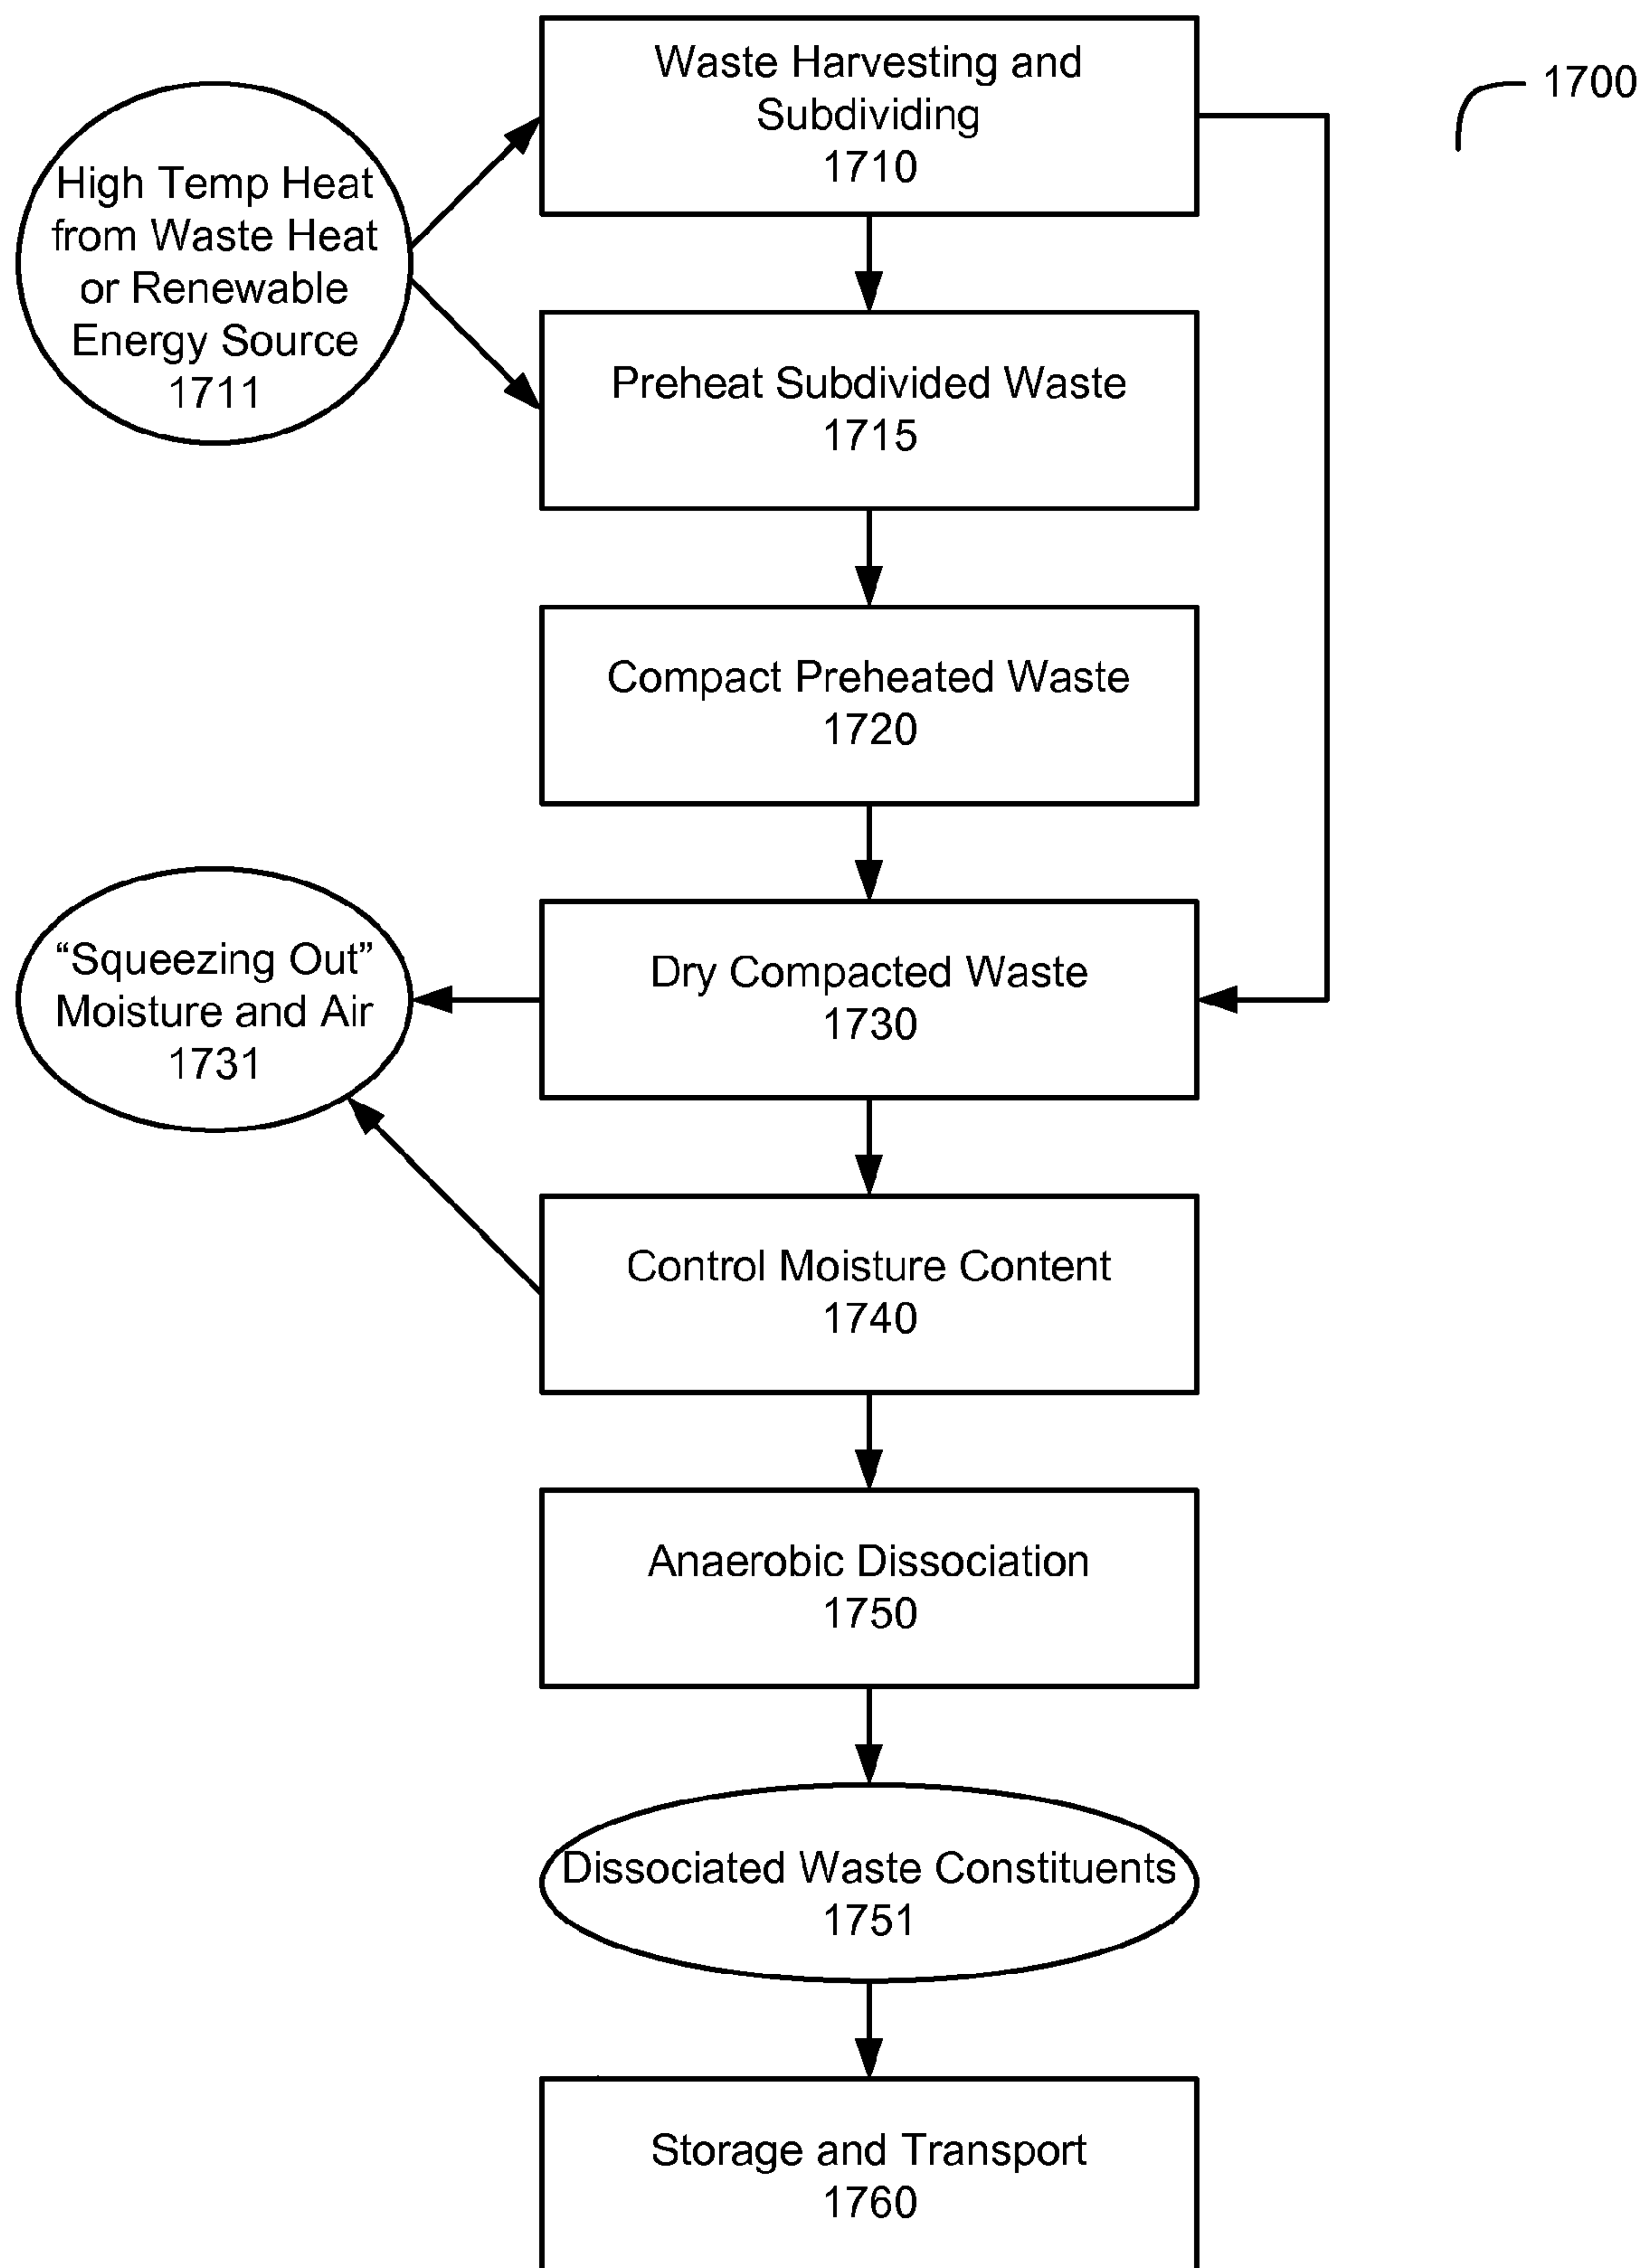 Waste Harvesting and
Subdividing
1710
1700
High Temp Heat
from Waste Heat
or Renewable
Energy Source
1711
Preheat Subdivided Waste
1715
Compact Preheated Waste
1720
“Squeezing Out”
Moisture and Air
1731
Dry Compacted Waste
1730
Control Moisture Content
1740
Anaerobic Dissociation
1750
Dissociated Waste Constituents
1751
Storage and Transport
1760